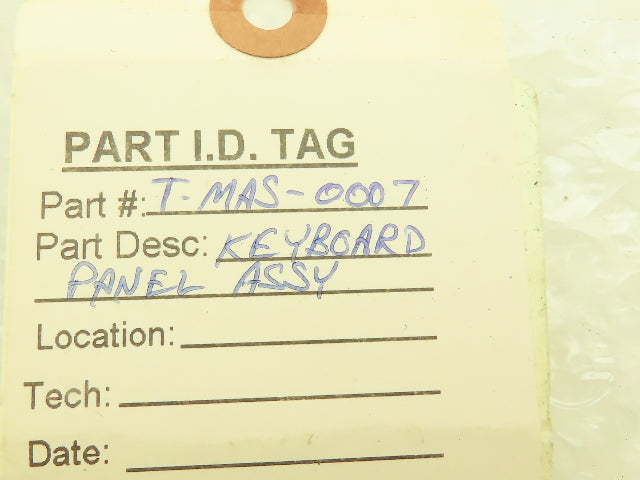 PART I.D. TAG
Part #: T-MAS-0007
Part Desc: KEYBOARD
PANEL ASSY
Location:
Tech:
Date: